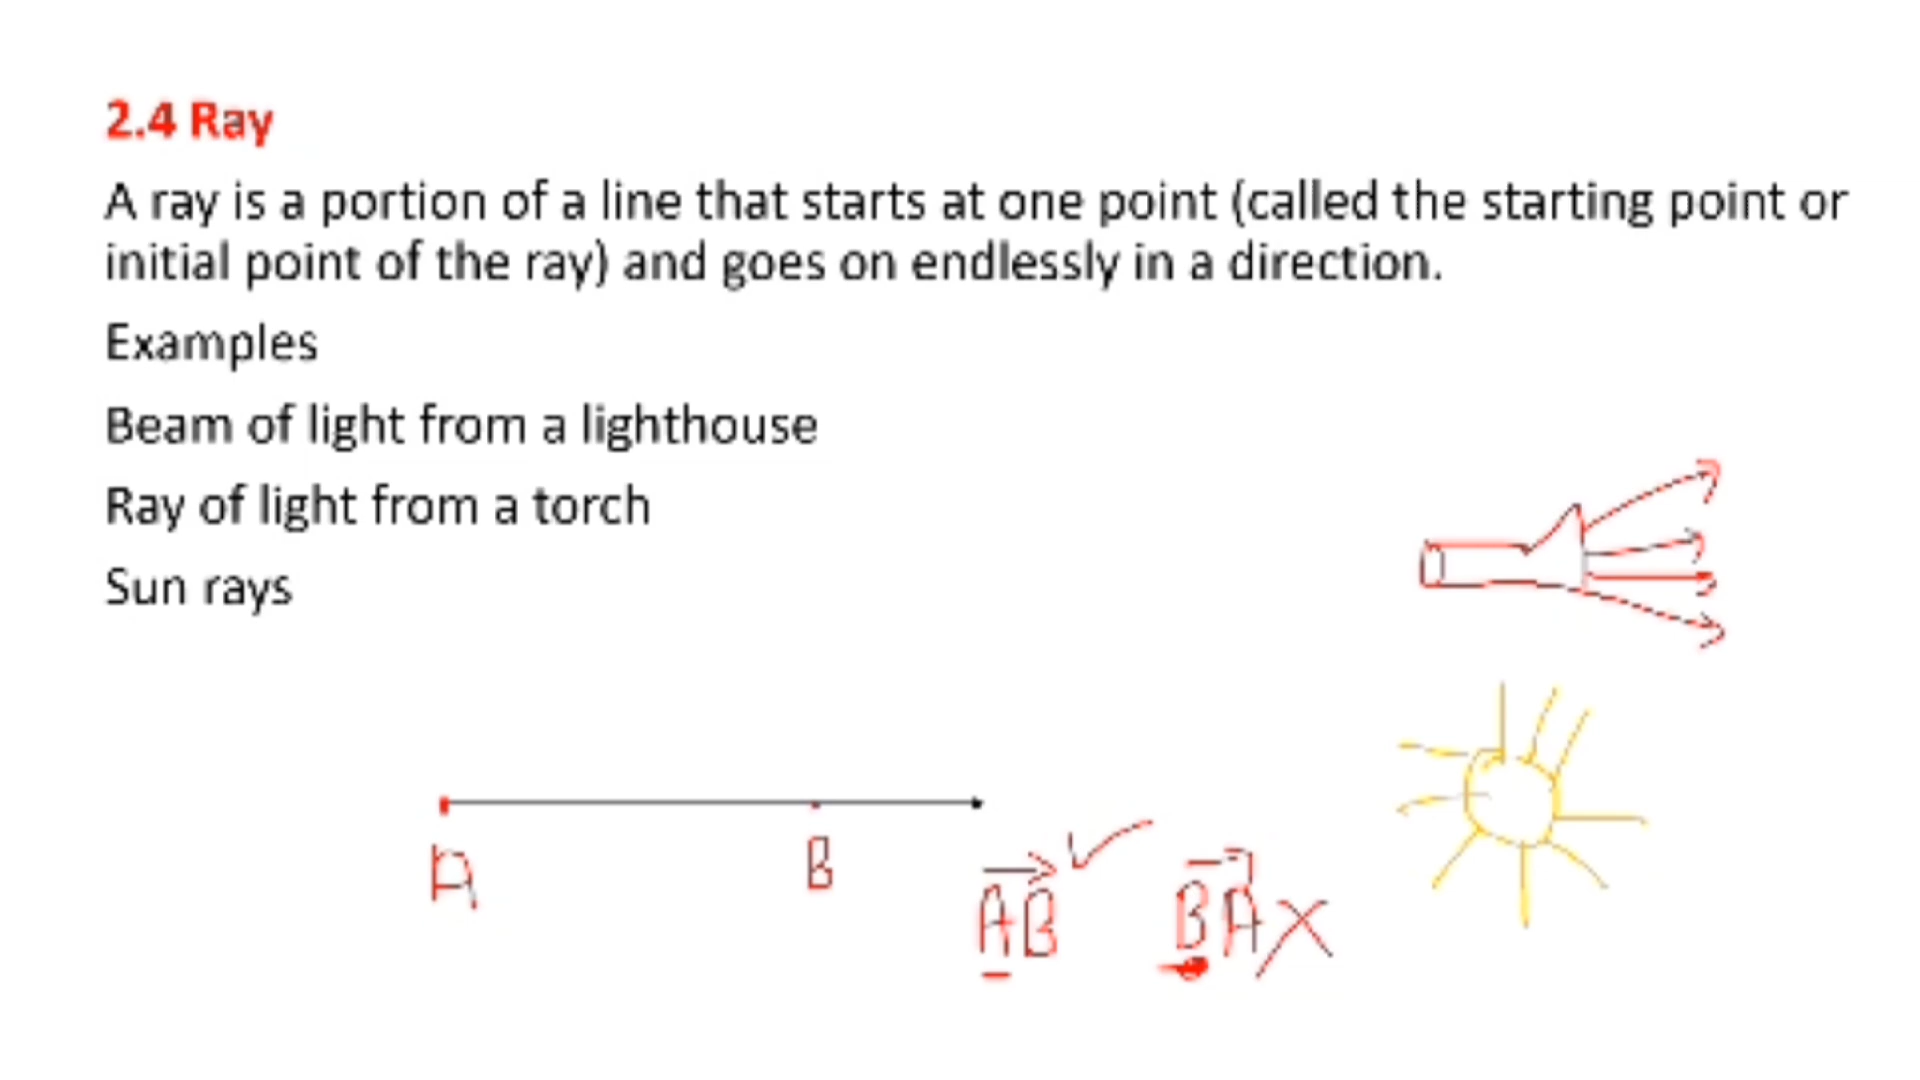 2.4 Ray
A ray is a portion of a line that starts at one point (called the starting point or
initial point of the ray) and goes on endlessly in a direction.
Examples
Beam of light from a lighthouse
Ray of light from a torch
Sun rays
A B
AB BA